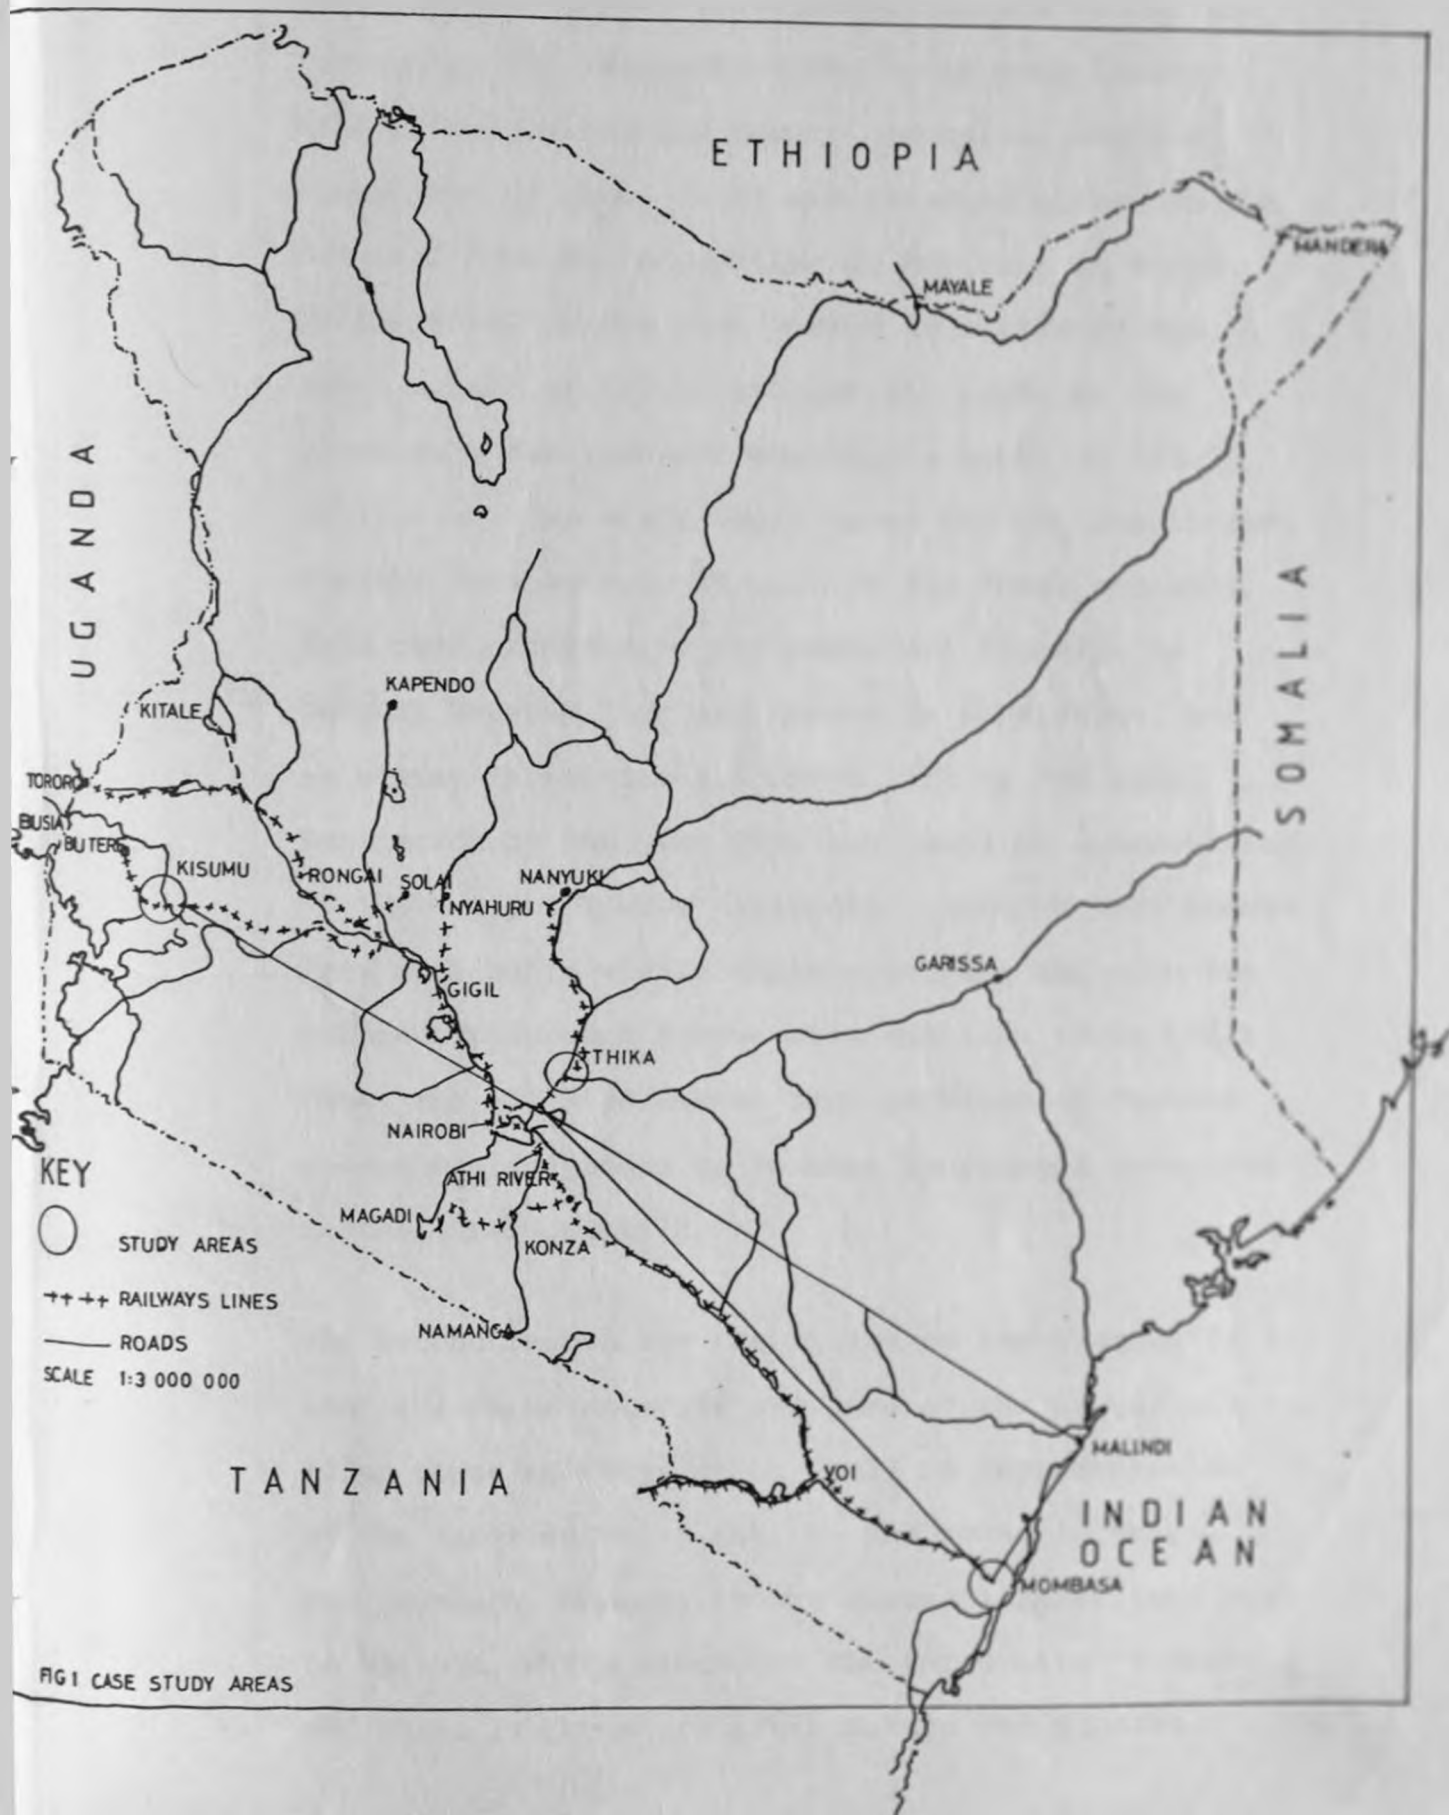 ETHIOPIA
MANDERA
MAYALE
UGANDA
SOMALIA
KAPENDO
KITALE
TORORO
BUSIA
BUTERE
KISUMU
RONGAI
SOLAI
NANYUKI
NYAHURU
GARISSA
GIGIL
THIKA
NAIROBI
ATHI RIVER
MAGADI
KONZA
NAMANGA
KEY
STUDY AREAS
RAILWAYS LINES
ROADS
SCALE 1:3 000 000
TANZANIA
VOI
MALINDI
INDIAN
OCEAN
MOMBASA
FIG 1 CASE STUDY AREAS